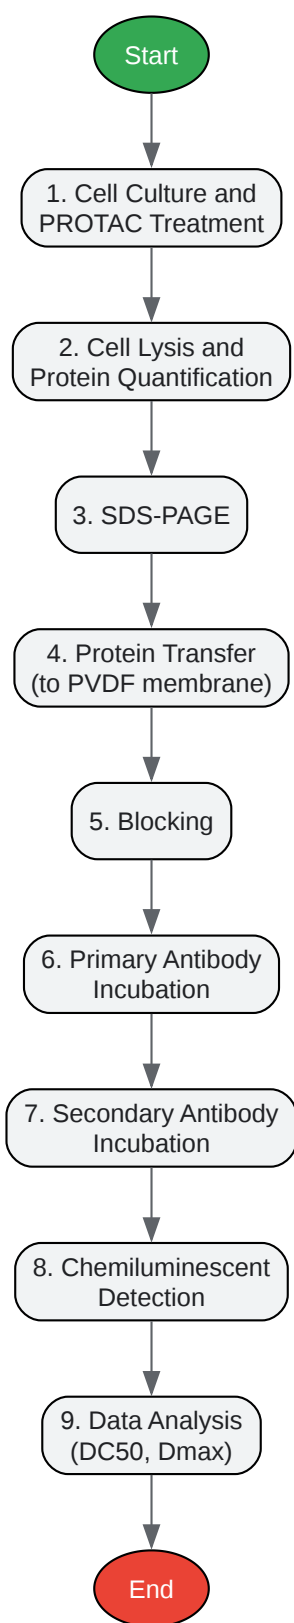 Start
1. Cell Culture and
PROTAC Treatment
2. Cell Lysis and
Protein Quantification
3. SDS-PAGE
4. Protein Transfer
(to PVDF membrane)
5. Blocking
6. Primary Antibody
Incubation
7. Secondary Antibody
Incubation
8. Chemiluminescent
Detection
9. Data Analysis
(DC50, Dmax)
End